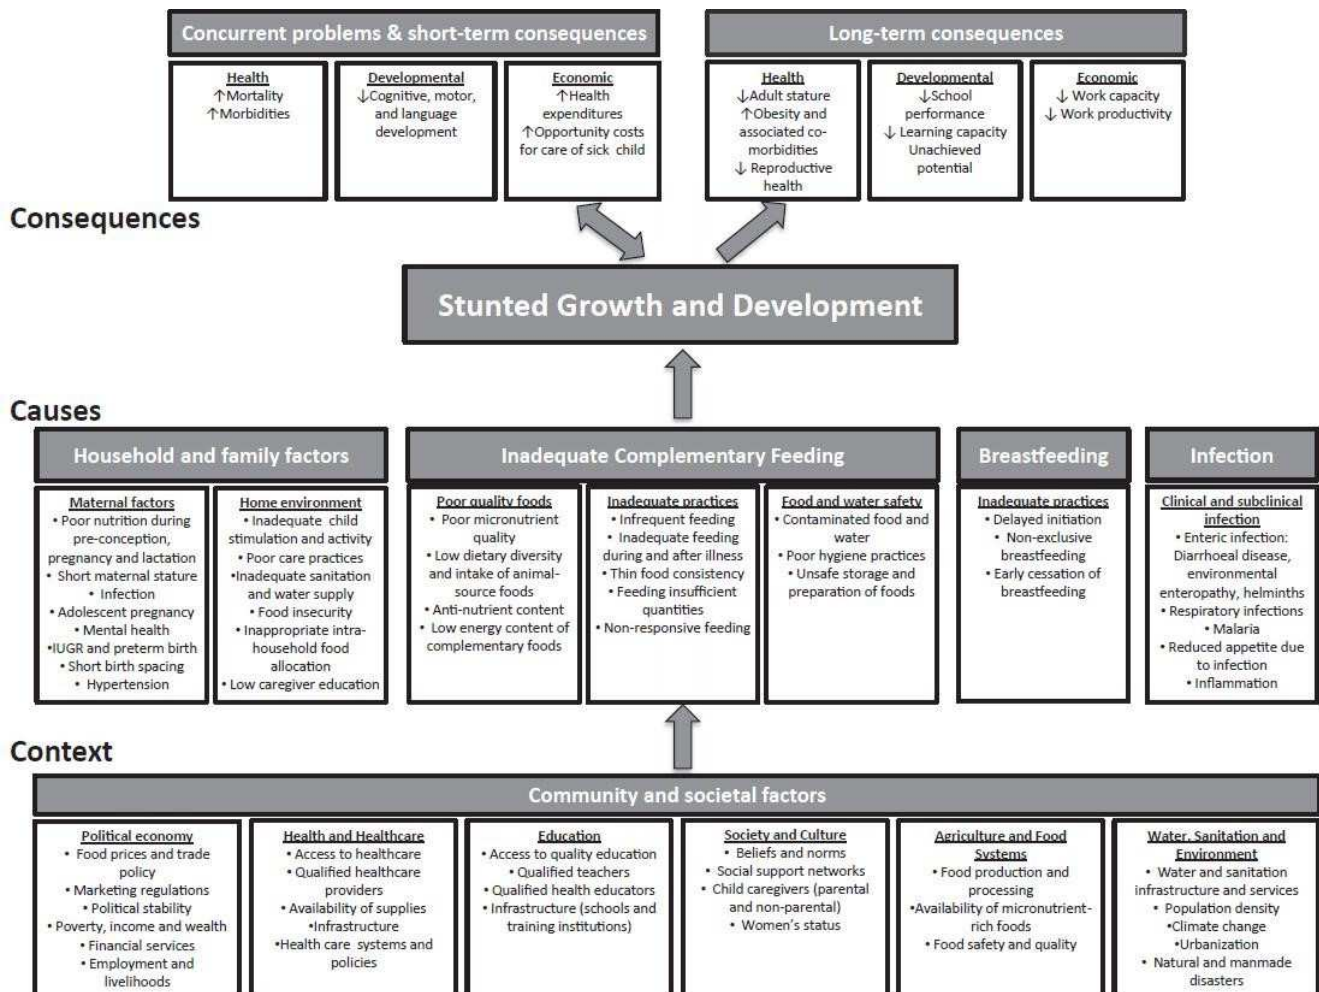 Concurrent problems & short-term consequences
Health
↑Mortality
↑Morbidities
Developmental
↓Cognitive, motor,
and language
development
Economic
↑Health
expenditures
↑Opportunity costs
for care of sick child
Long-term consequences
Health
↓Adult stature
↑Obesity and
associated co-
morbidities
↓ Reproductive
health
Developmental
↓School
performance
↓ Learning capacity
Unachieved
potential
Economic
↓ Work capacity
↓ Work productivity
Consequences
Stunted Growth and Development
Causes
Household and family factors
Maternal factors
• Poor nutrition during
pre-conception,
pregnancy and lactation
• Short maternal stature
• Infection
• Adolescent pregnancy
• Mental health
•IUGR and preterm birth
• Short birth spacing
• Hypertension
Home environment
• Inadequate child
stimulation and activity
• Poor care practices
•Inadequate sanitation
and water supply
• Food insecurity
• Inappropriate intra-
household food
allocation
• Low caregiver education
Inadequate Complementary Feeding
Poor quality foods
• Poor micronutrient
quality
• Low dietary diversity
and intake of animal-
source foods
• Anti-nutrient content
• Low energy content of
complementary foods
Inadequate practices
• Infrequent feeding
• Inadequate feeding
during and after illness
• Thin food consistency
• Feeding insufficient
quantities
• Non-responsive feeding
Food and water safety
• Contaminated food and
water
• Poor hygiene practices
• Unsafe storage and
preparation of foods
Breastfeeding
Inadequate practices
• Delayed initiation
• Non-exclusive
breastfeeding
• Early cessation of
breastfeeding
Infection
Clinical and subclinical
infection
• Enteric infection:
Diarrhoeal disease,
environmental
enteropathy, helminths
• Respiratory infections
• Malaria
• Reduced appetite due
to infection
• Inflammation
Context
Community and societal factors
Political economy
• Food prices and trade
policy
• Marketing regulations
• Political stability
• Poverty, income and wealth
• Financial services
• Employment and
livelihoods
Health and Healthcare
• Access to healthcare
• Qualified healthcare
providers
• Availability of supplies
•Infrastructure
•Health care systems and
policies
Education
• Access to quality education
• Qualified teachers
• Qualified health educators
• Infrastructure (schools and
training institutions)
Society and Culture
• Beliefs and norms
• Social support networks
• Child caregivers (parental
and non-parental)
• Women's status
Agriculture and Food
Systems
• Food production and
processing
•Availability of micronutrient-
rich foods
• Food safety and quality
Water, Sanitation and
Environment
• Water and sanitation
infrastructure and services
• Population density
•Climate change
•Urbanization
• Natural and manmade
disasters